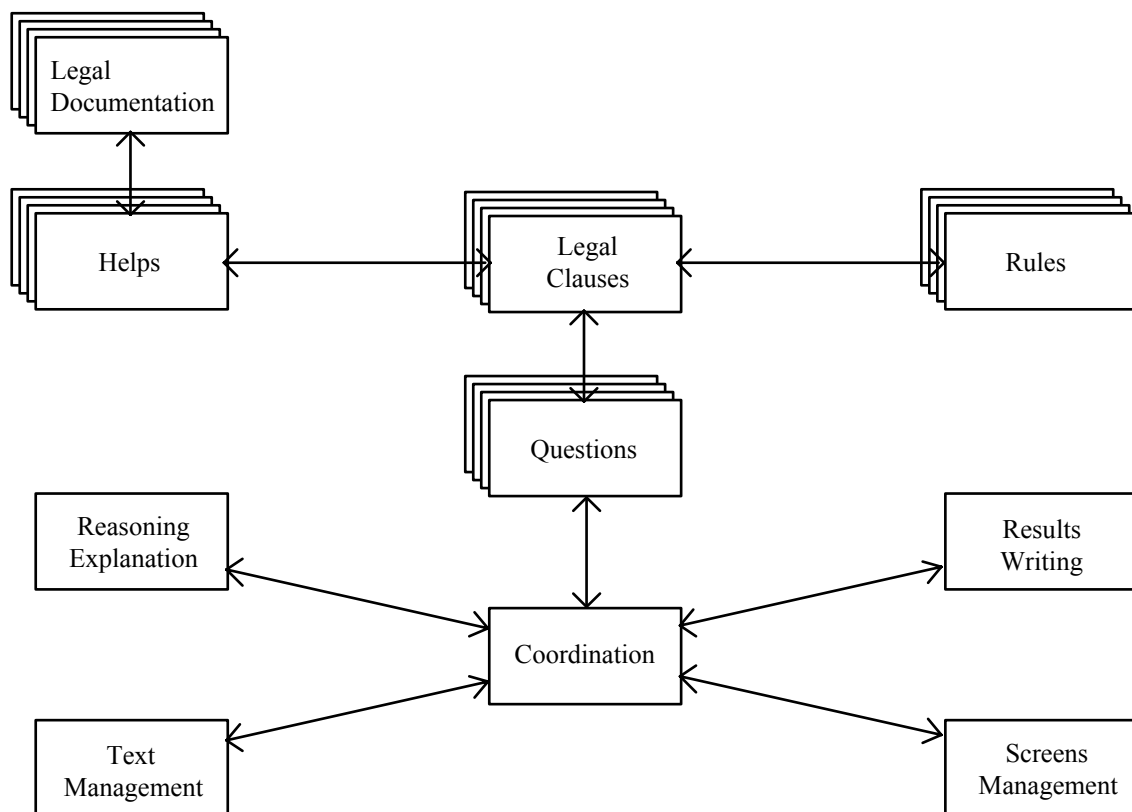 Legal
Documentation
Helps
Legal
Clauses
Rules
Questions
Reasoning
Explanation
Results
Writing
Coordination
Text
Management
Screens
Management